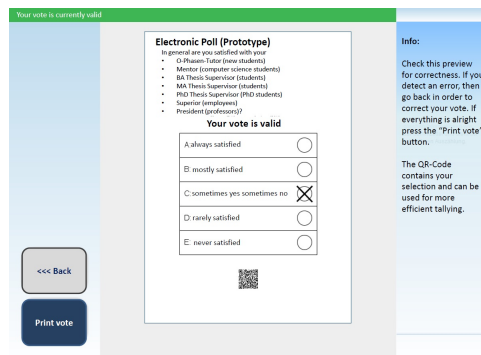 Your vote is currently valid
Electronic Poll (Prototype)
In general are you satisfied with your
• O-Phasen-Tutor (new students)
• Mentor (computer science students)
• BA Thesis Supervisor (students)
• MA Thesis Supervisor (students)
• PhD Thesis Supervisor (PhD students)
• Superior (employees)
• President (professors)?
Your vote is valid
A:always satisfied
B: mostly satisfied
C: sometimes yes sometimes no
D: rarely satisfied
E: never satisfied
<<< Back
Print vote
Info:
Check this preview
for correctness. If you
detect an error, then
go back in order to
correct your vote. If
everything is alright
press the "Print vote"
button.
The QR-Code
contains your
selection and can be
used for more
efficient tallying.